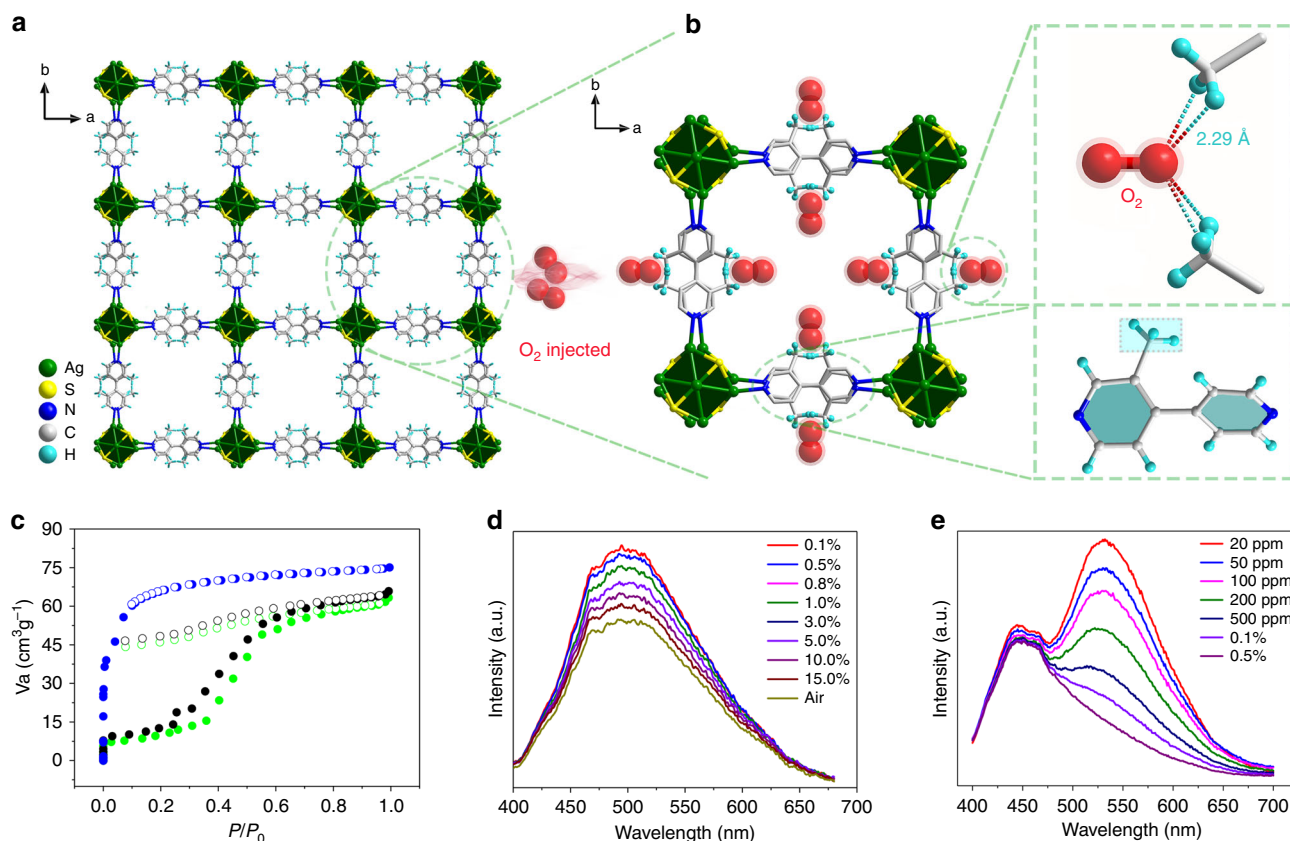 a
b
a
Ag
S
N
C
H
O2 injected
b
b
a
2.29 Å
O2
c
Va (cm3g−1)
90
75
60
45
30
15
0
0.0 0.2 0.4 0.6 0.8 1.0
P/P0
d
Intensity (a.u.)
0.1%
0.5%
0.8%
1.0%
3.0%
5.0%
10.0%
15.0%
Air
400 450 500 550 600 650 700
Wavelength (nm)
e
Intensity (a.u.)
20 ppm
50 ppm
100 ppm
200 ppm
500 ppm
0.1%
0.5%
400 450 500 550 600 650 700
Wavelength (nm)